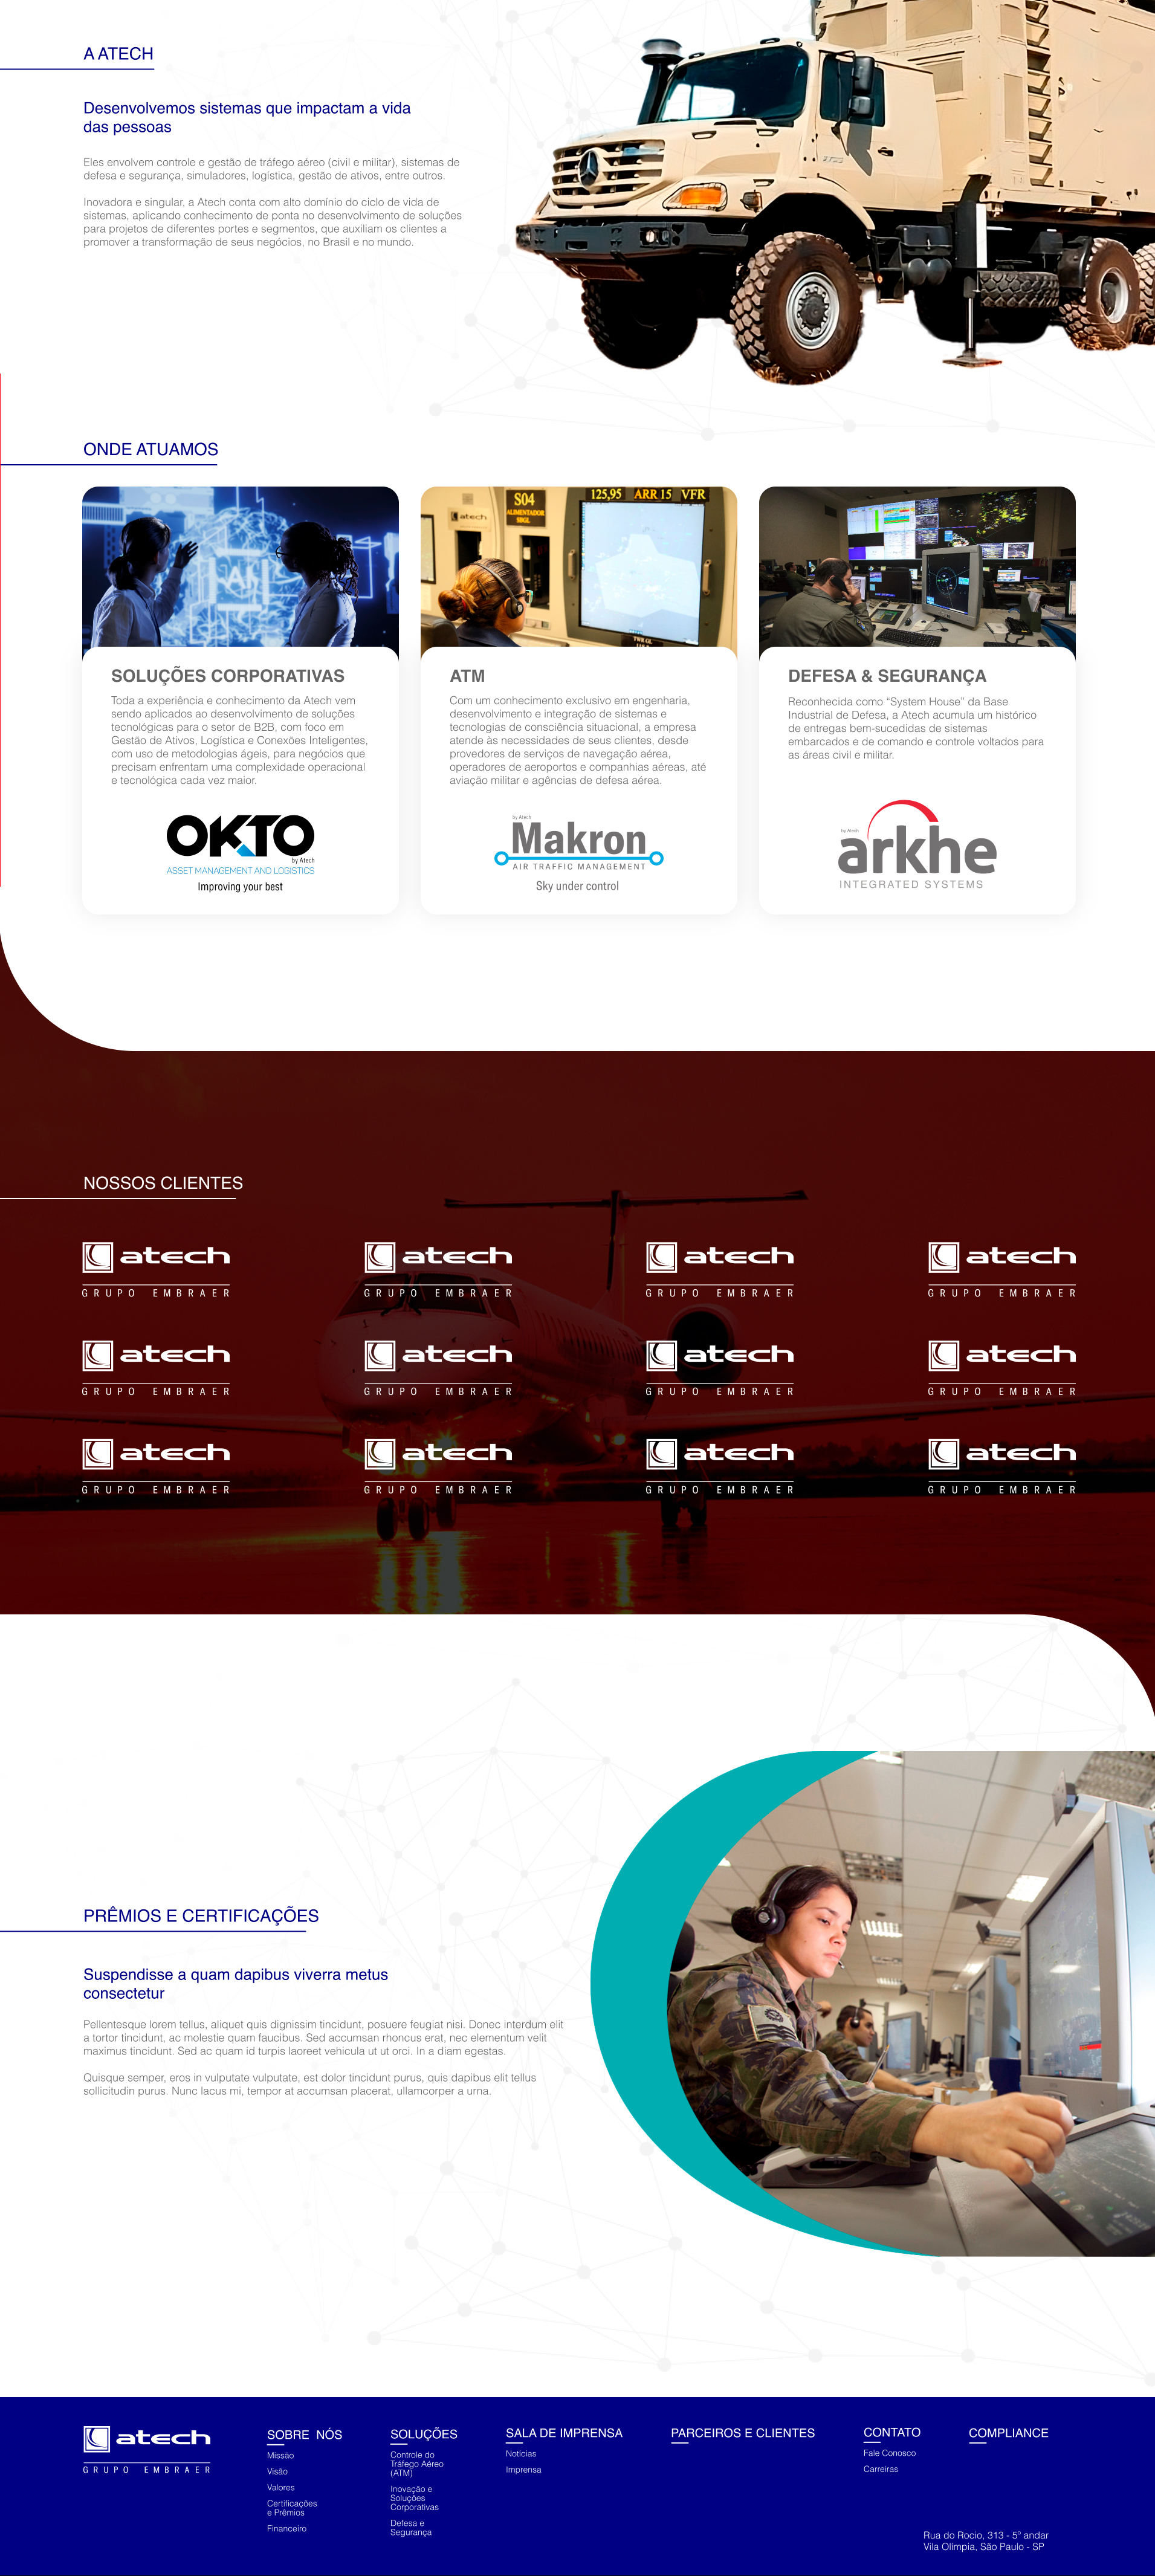 A ATECH
Desenvolvemos sistemas que impactam a vida
das pessoas
Eles envolvem controle e gestão de tráfego aéreo (civil e militar), sistemas de
defesa e segurança, simuladores, logística, gestão de ativos, entre outros.
Inovadora e singular, a Atech conta com alto domínio do ciclo de vida de
sistemas, aplicando conhecimento de ponta no desenvolvimento de soluções
para projetos de diferentes portes e segmentos, que auxiliam os clientes a
promover a transformação de seus negócios, no Brasil e no mundo.
ONDE ATUAMOS
S04
ALIMENTADOR
SBGL
125,95 ARR 15 VFR
atech
TWR GL
SOLUÇÕES CORPORATIVAS
Toda a experiência e conhecimento da Atech vem
sendo aplicados ao desenvolvimento de soluções
tecnológicas para o setor de B2B, com foco em
Gestão de Ativos, Logística e Conexões Inteligentes,
com uso de metodologias ágeis, para negócios que
precisam enfrentam uma complexidade operacional
e tecnológica cada vez maior.
OKTO
by Atech
ASSET MANAGEMENT AND LOGISTICS
Improving your best
ATM
Com um conhecimento exclusivo em engenharia,
desenvolvimento e integração de sistemas e
tecnologias de consciência situacional, a empresa
atende às necessidades de seus clientes, desde
provedores de serviços de navegação aérea,
operadores de aeroportos e companhias aéreas, até
aviação militar e agências de defesa aérea.
by Atech
Makron
AIR TRAFFIC MANAGEMENT
Sky under control
DEFESA & SEGURANÇA
Reconhecida como “System House” da Base
Industrial de Defesa, a Atech acumula um histórico
de entregas bem-sucedidas de sistemas
embarcados e de comando e controle voltados para
as áreas civil e militar.
by Atech
arkhe
INTEGRATED SYSTEMS
NOSSOS CLIENTES
atech atech atech atech
GRUPO EMBRAER GRUPO EMBRAER GRUPO EMBRAER GRUPO EMBRAER
atech atech atech atech
GRUPO EMBRAER GRUPO EMBRAER GRUPO EMBRAER GRUPO EMBRAER
atech atech atech atech
GRUPO EMBRAER GRUPO EMBRAER GRUPO EMBRAER GRUPO EMBRAER
PRÊMIOS E CERTIFICAÇÕES
Suspendisse a quam dapibus viverra metus
consectetur
Pellentesque lorem tellus, aliquet quis dignissim tincidunt, posuere feugiat nisi. Donec interdum elit
a tortor tincidunt, ac molestie quam faucibus. Sed accumsan rhoncus erat, nec elementum velit
maximus tincidunt. Sed ac quam id turpis laoreet vehicula ut ut orci. In a diam egestas.
Quisque semper, eros in vulputate vulputate, est dolor tincidunt purus, quis dapibus elit tellus
sollicitudin purus. Nunc lacus mi, tempor at accumsan placerat, ullamcorper a urna.
atech
GRUPO EMBRAER
SOBRE NÓS
Missão
Visão
Valores
Certificações
e Prêmios
Financeiro
SOLUÇÕES
Controle do
Tráfego Aéreo
(ATM)
Inovação e
Soluções
Corporativas
Defesa e
Segurança
SALA DE IMPRENSA
Notícias
Imprensa
PARCEIROS E CLIENTES
CONTATO
Fale Conosco
Carreiras
COMPLIANCE
Rua do Rocio, 313 - 5º andar
Vila Olímpia, São Paulo - SP